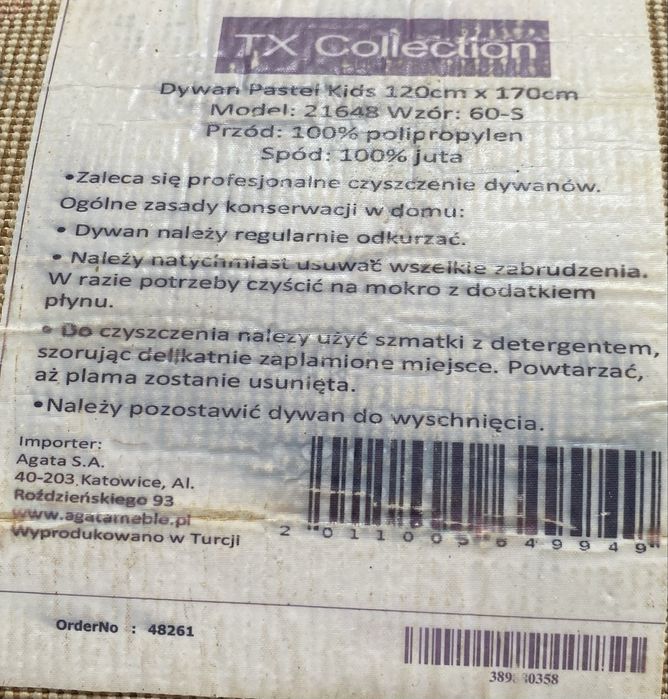 TX Collection
Dywan Pastel Kids 120cm x 170cm
Model: 21648 Wzór: 60-S
Przód: 100% polipropylen
Spód: 100% juta
•Zaleca się profesjonalne czyszczenie dywanów.
Ogólne zasady konserwacji w domu:
• Dywan należy regularnie odkurzać.
• Należy natychmiast usuwać wszelkie zabrudzenia.
W razie potrzeby czyścić na mokro z dodatkiem
płynu.
• Do czyszczenia należy użyć szmatki z detergentem,
szorując delikatnie zaplamione miejsce. Powtarzać,
aż plama zostanie usunięta.
•Należy pozostawić dywan do wyschnięcia.
Importer:
Agata S.A.
40-203 Katowice, Al.
Roździeńskiego 93
www.agatameble.pl
Wyprodukowano w Turcji
OrderNo : 48261